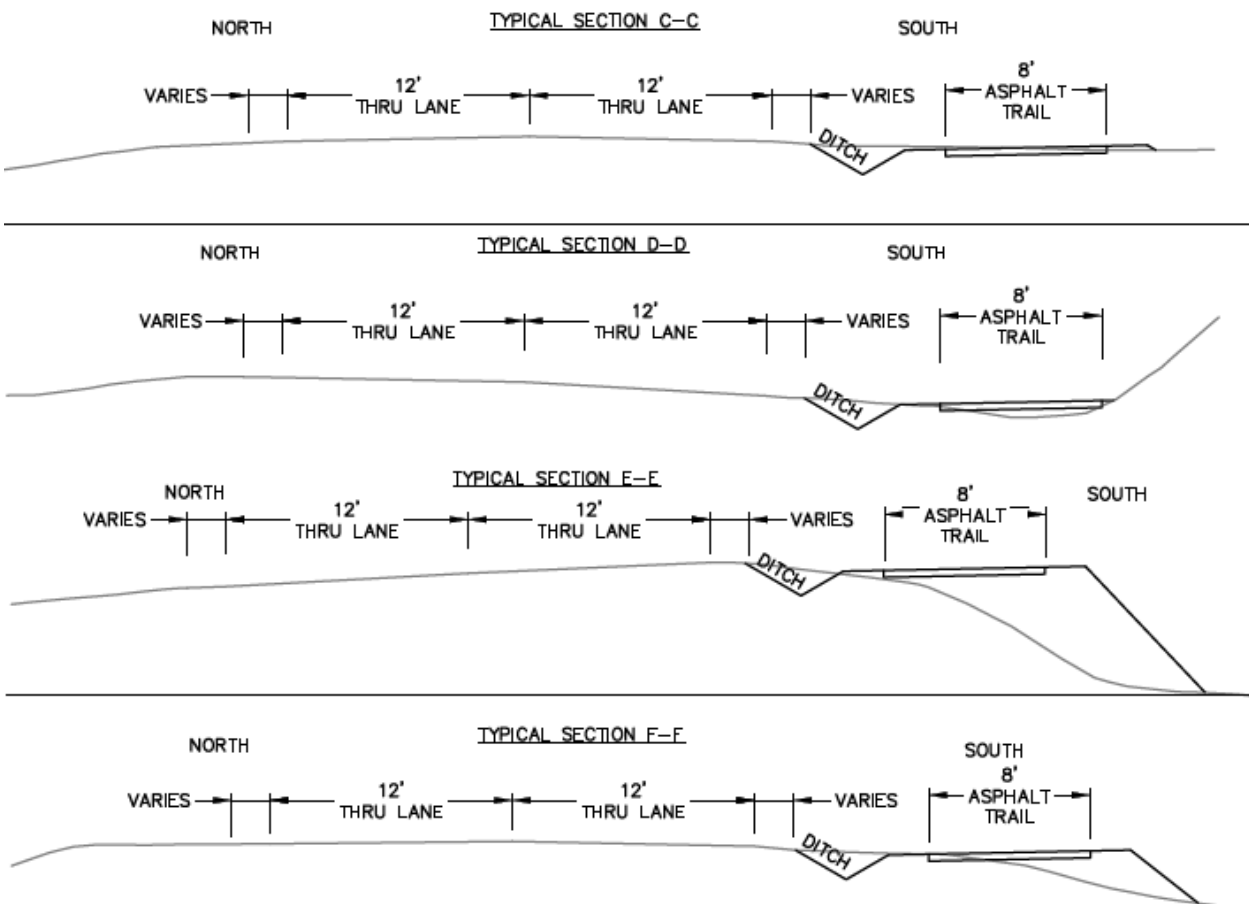 TYPICAL SECTION C-C
NORTH
SOUTH
VARIES
12'
THRU LANE
12'
THRU LANE
VARIES
8'
ASPHALT
TRAIL
DITCH
TYPICAL SECTION D-D
NORTH
SOUTH
VARIES
12'
THRU LANE
12'
THRU LANE
VARIES
8'
ASPHALT
TRAIL
DITCH
TYPICAL SECTION E-E
NORTH
SOUTH
VARIES
12'
THRU LANE
12'
THRU LANE
VARIES
8'
ASPHALT
TRAIL
DITCH
TYPICAL SECTION F-F
NORTH
SOUTH
VARIES
12'
THRU LANE
12'
THRU LANE
VARIES
8'
ASPHALT
TRAIL
DITCH